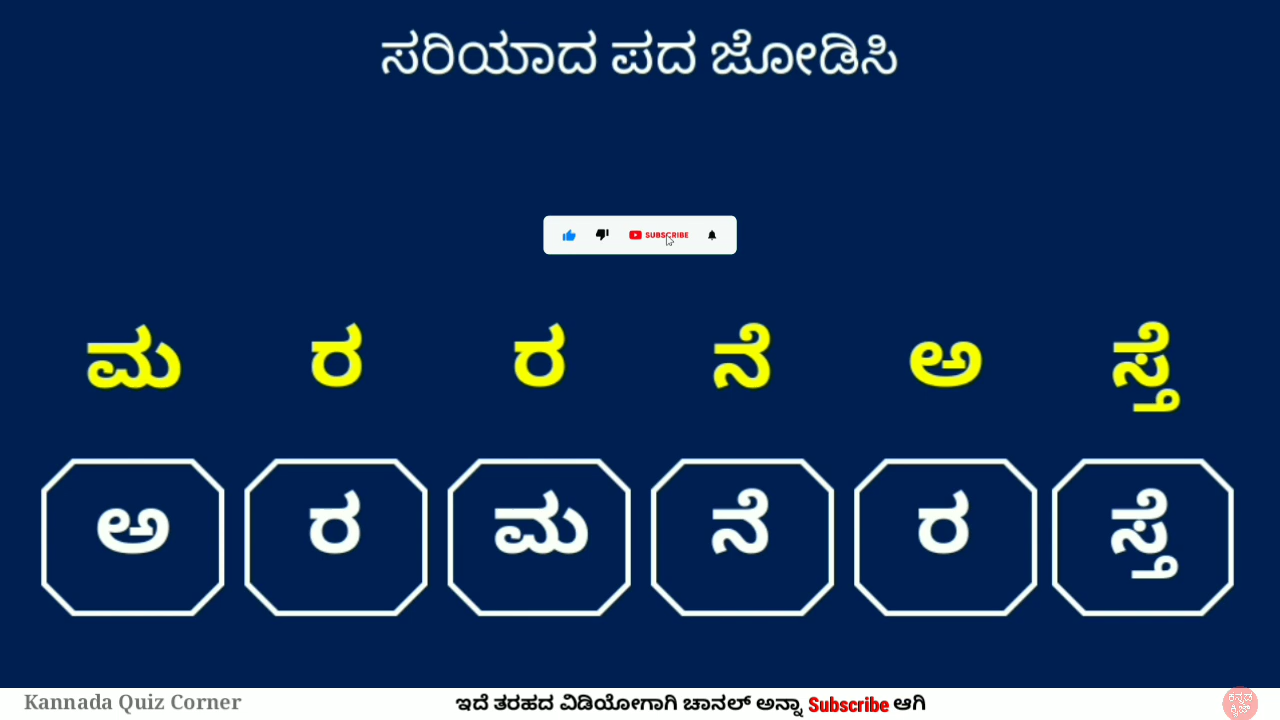 ಸರಿಯಾದ ಪದ ಜೋಡಿಸಿ
SUBSCRIBE
ಮ ರ ರ ನೆ ಅ ಸ್ತೆ
ಅ ರ ಮ ನೆ ರ ಸ್ತೆ
Kannada Quiz Corner ಇದೆ ತರಹದ ವಿಡಿಯೋಗಾಗಿ ಚಾನಲ್ ಅನ್ನಾ Subscribe ಆಗಿ